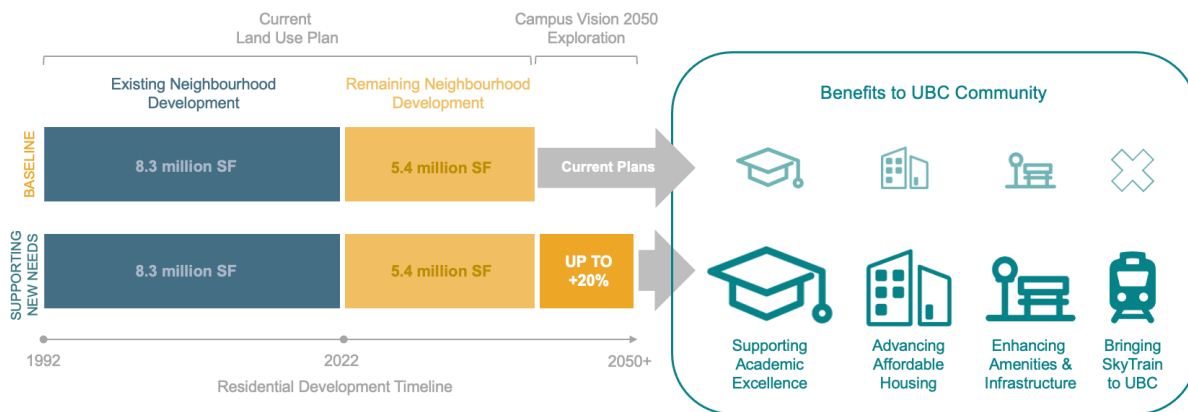 Current
Land Use Plan
Campus Vision 2050
Exploration
Existing Neighbourhood
Development
Remaining Neighbourhood
Development
Benefits to UBC Community
BASELINE
8.3 million SF
5.4 million SF
Current Plans
SUPPORTING
NEW NEEDS
8.3 million SF
5.4 million SF
UP TO
+20%
1992
2022
2050+
Residential Development Timeline
Supporting
Academic
Excellence
Advancing
Affordable
Housing
Enhancing
Amenities &
Infrastructure
Bringing
SkyTrain
to UBC